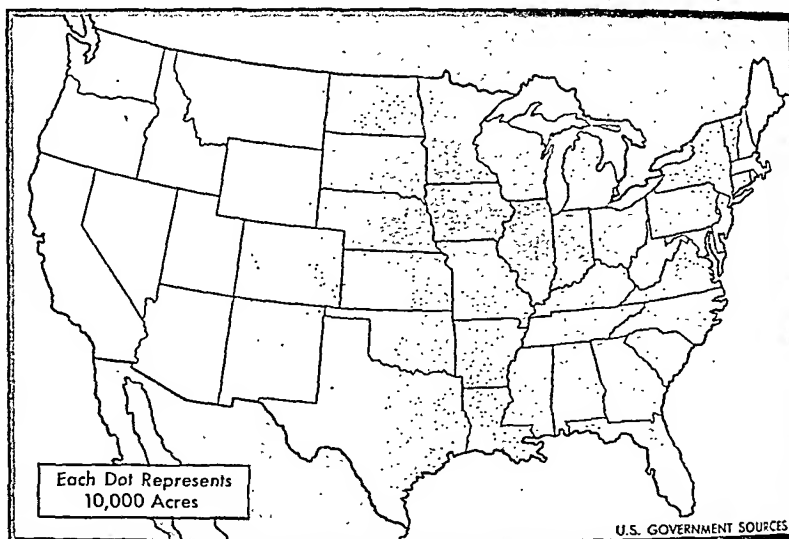 Each Dot Represents
10,000 Acres
U.S. GOVERNMENT SOURCES